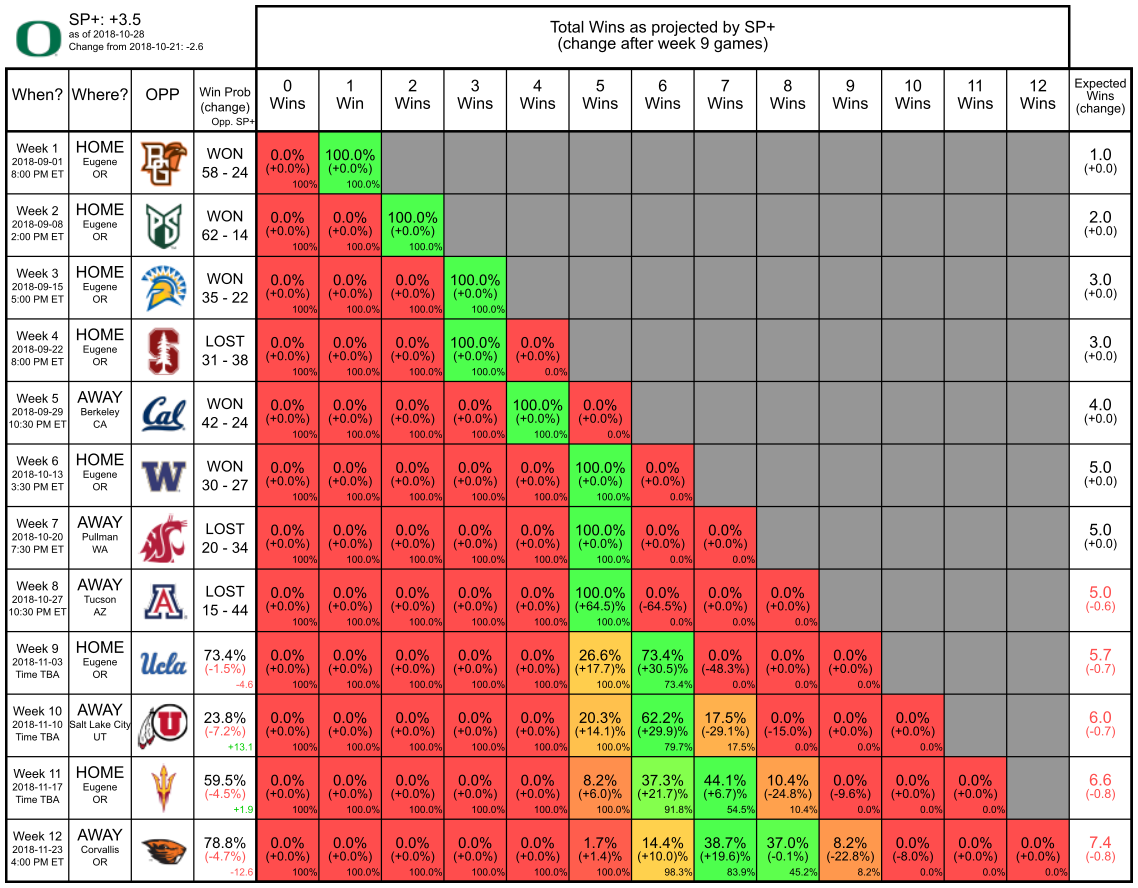 O
SP+: +3.5
as of 2018-10-28
Change from 2018-10-21: -2.6
Total Wins as projected by SP+
(change after week 9 games)
When? Where? OPP Win Prob (change) Opp. SP+ 0 Wins 1 Win 2 Wins 3 Wins 4 Wins 5 Wins 6 Wins 7 Wins 8 Wins 9 Wins 10 Wins 11 Wins 12 Wins Expected Wins (change)
Week 1 HOME BG WON 0.0% 100.0% 1.0
2018-09-01 Eugene (+0.0%) (+0.0%) (+0.0)
8:00 PM ET OR 58 - 24 100% 100.0%
Week 2 HOME PS WON 0.0% 0.0% 100.0% 2.0
2018-09-08 Eugene (+0.0%) (+0.0%) (+0.0%) (+0.0)
2:00 PM ET OR 62 - 14 100% 100.0% 100.0%
Week 3 HOME WON 0.0% 0.0% 0.0% 100.0% 3.0
2018-09-15 Eugene (+0.0%) (+0.0%) (+0.0%) (+0.0%) (+0.0)
5:00 PM ET OR 35 - 22 100% 100.0% 100.0% 100.0%
Week 4 HOME S LOST 0.0% 0.0% 0.0% 100.0% 0.0% 3.0
2018-09-22 Eugene (+0.0%) (+0.0%) (+0.0%) (+0.0%) (+0.0%) (+0.0)
8:00 PM ET OR 31 - 38 100% 100.0% 100.0% 100.0% 0.0%
Week 5 AWAY Cal WON 0.0% 0.0% 0.0% 0.0% 100.0% 0.0% 4.0
2018-09-29 Berkeley (+0.0%) (+0.0%) (+0.0%) (+0.0%) (+0.0%) (+0.0%) (+0.0)
10:30 PM ET CA 42 - 24 100% 100.0% 100.0% 100.0% 100.0% 0.0%
Week 6 HOME W WON 0.0% 0.0% 0.0% 0.0% 0.0% 100.0% 0.0% 5.0
2018-10-13 Eugene (+0.0%) (+0.0%) (+0.0%) (+0.0%) (+0.0%) (+0.0%) (+0.0%) (+0.0)
3:30 PM ET OR 30 - 27 100% 100.0% 100.0% 100.0% 100.0% 100.0% 0.0%
Week 7 AWAY WSC LOST 0.0% 0.0% 0.0% 0.0% 0.0% 100.0% 0.0% 0.0% 5.0
2018-10-20 Pullman (+0.0%) (+0.0%) (+0.0%) (+0.0%) (+0.0%) (+0.0%) (+0.0%) (+0.0%) (+0.0)
7:30 PM ET WA 20 - 34 100% 100.0% 100.0% 100.0% 100.0% 100.0% 0.0% 0.0%
Week 8 AWAY A LOST 0.0% 0.0% 0.0% 0.0% 0.0% 100.0% 0.0% 0.0% 0.0% 5.0
2018-10-27 Tucson (+0.0%) (+0.0%) (+0.0%) (+0.0%) (+0.0%) (+64.5)% (-64.5%) (+0.0%) (+0.0%) (-0.6)
10:30 PM ET AZ 15 - 44 100% 100.0% 100.0% 100.0% 100.0% 100.0% 0.0% 0.0% 0.0%
Week 9 HOME Ucla 73.4% 0.0% 0.0% 0.0% 0.0% 0.0% 26.6% 73.4% 0.0% 0.0% 0.0% 5.7
2018-11-03 Eugene (-1.5%) (+0.0%) (+0.0%) (+0.0%) (+0.0%) (+0.0%) (+17.7)% (+30.5)% (-48.3%) (+0.0%) (+0.0%) (-0.7)
Time TBA OR -4.6 100% 100.0% 100.0% 100.0% 100.0% 100.0% 73.4% 0.0% 0.0% 0.0%
Week 10 AWAY U 23.8% 0.0% 0.0% 0.0% 0.0% 0.0% 20.3% 62.2% 17.5% 0.0% 0.0% 0.0% 6.0
2018-11-10 Salt Lake City (-7.2%) (+0.0%) (+0.0%) (+0.0%) (+0.0%) (+0.0%) (+14.1)% (+29.9)% (-29.1%) (-15.0%) (+0.0%) (+0.0%) (-0.7)
Time TBA UT +13.1 100% 100.0% 100.0% 100.0% 100.0% 100.0% 79.7% 17.5% 0.0% 0.0% 0.0%
Week 11 HOME 59.5% 0.0% 0.0% 0.0% 0.0% 0.0% 8.2% 37.3% 44.1% 10.4% 0.0% 0.0% 0.0% 6.6
2018-11-17 Eugene (-4.5%) (+0.0%) (+0.0%) (+0.0%) (+0.0%) (+0.0%) (+6.0)% (+21.7)% (+6.7)% (-24.8%) (-9.6%) (+0.0%) (+0.0%) (-0.8)
Time TBA OR +1.9 100% 100.0% 100.0% 100.0% 100.0% 100.0% 91.8% 54.5% 10.4% 0.0% 0.0% 0.0%
Week 12 AWAY 78.8% 0.0% 0.0% 0.0% 0.0% 0.0% 1.7% 14.4% 38.7% 37.0% 8.2% 0.0% 0.0% 0.0% 7.4
2018-11-23 Corvallis (-4.7%) (+0.0%) (+0.0%) (+0.0%) (+0.0%) (+0.0%) (+1.4)% (+10.0)% (+19.6)% (-0.1%) (-22.8%) (-8.0%) (+0.0%) (+0.0%) (-0.8)
4:00 PM ET OR -12.6 100% 100.0% 100.0% 100.0% 100.0% 100.0% 98.3% 83.9% 45.2% 8.2% 0.0% 0.0% 0.0%